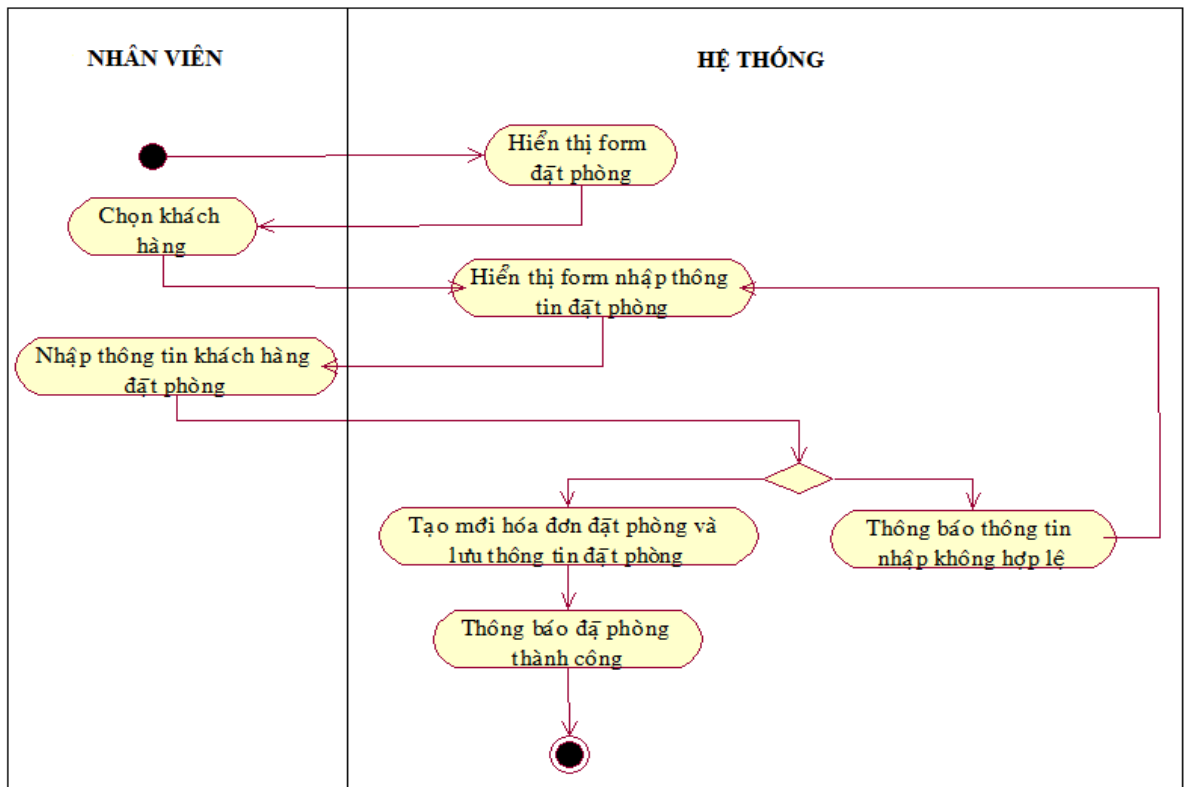 NHÂN VIÊN
HỆ THỐNG
Hiển thị form
đặt phòng
Chọn khách
hàng
Hiển thị form nhập thông
tin đặt phòng
Nhập thông tin khách hàng
đặt phòng
Tạo mới hóa đơn đặt phòng và
lưu thông tin đặt phòng
Thông báo thông tin
nhập không hợp lệ
Thông báo đặ phòng
thành công